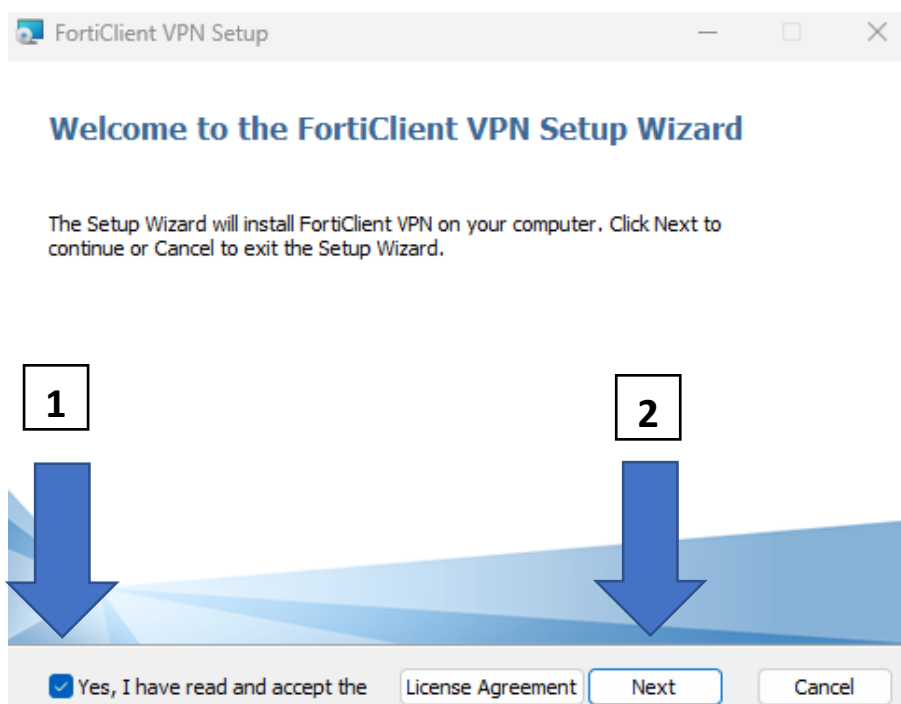 FortiClient VPN Setup
Welcome to the FortiClient VPN Setup Wizard
The Setup Wizard will install FortiClient VPN on your computer. Click Next to
continue or Cancel to exit the Setup Wizard.
1
2
Yes, I have read and accept the License Agreement Next Cancel